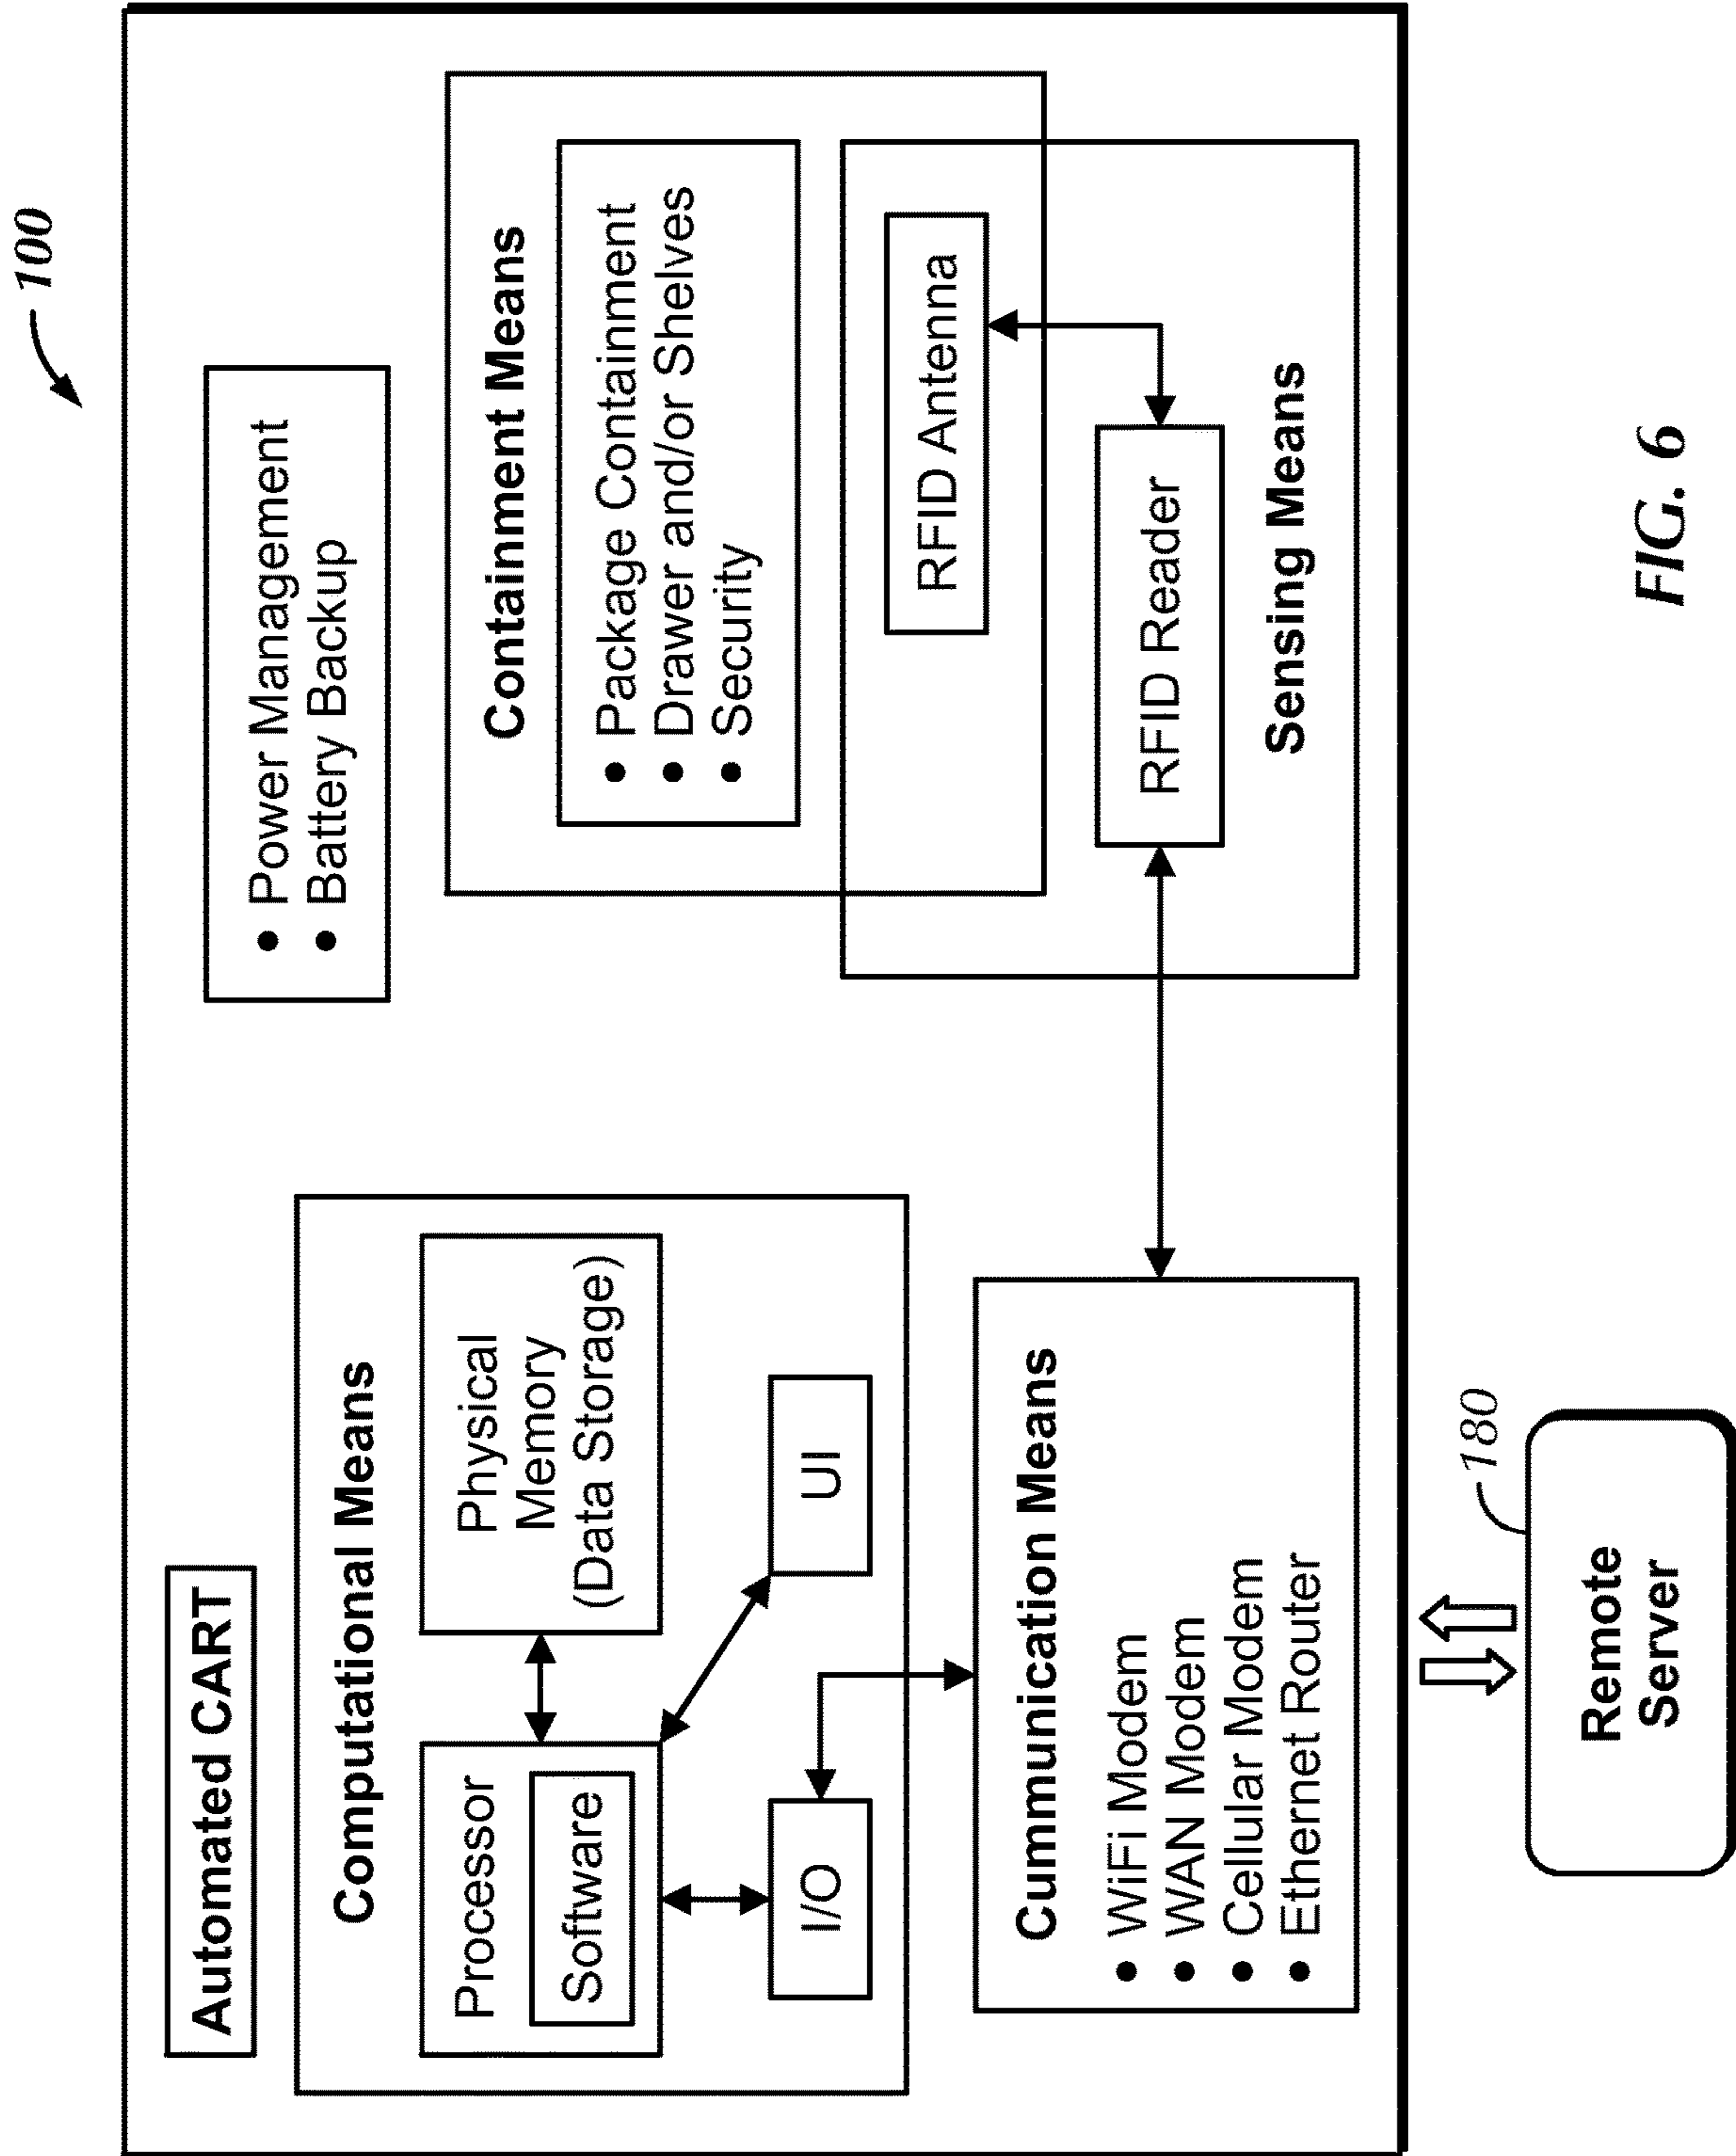 100
Automated CART
Computational Means
Processor
Software
Physical
Memory
(Data Storage)
I/O
UI
Cummunication Means
• WiFi Modem
• WAN Modem
• Cellular Modem
• Ethernet Router
• Power Management
• Battery Backup
Containment Means
• Package Containment
• Drawer and/or Shelves
• Security
RFID Antenna
RFID Reader
Sensing Means
180
Remote
Server
FIG. 6